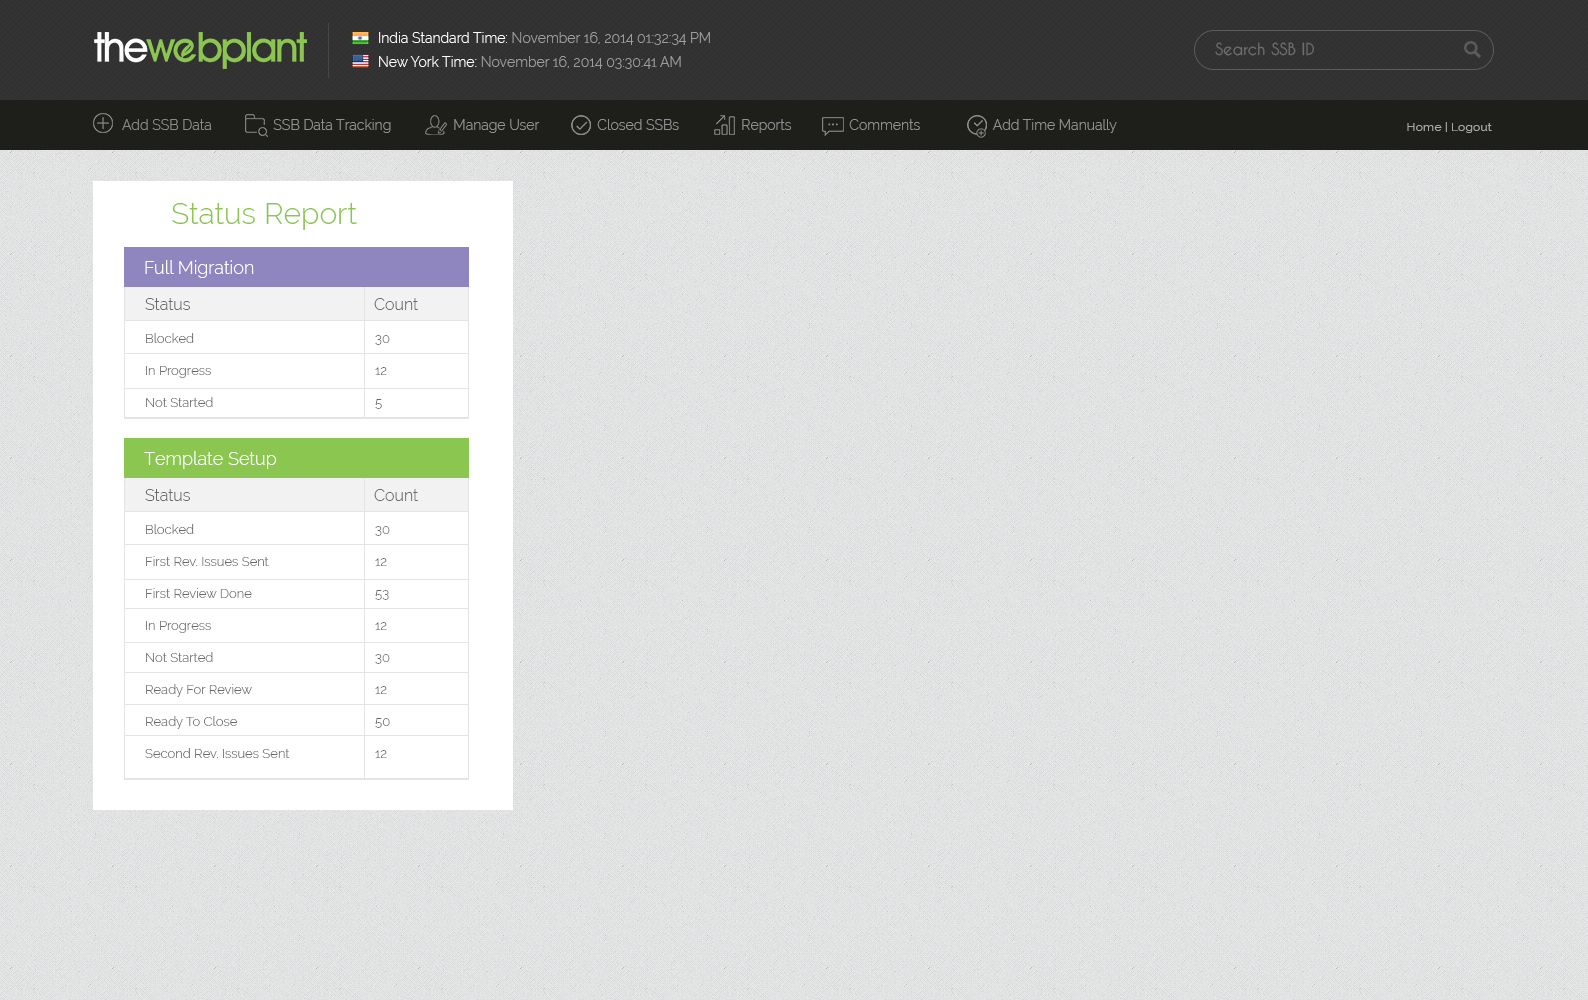 thewebplant
India Standard Time: November 16, 2014 01:32:34 PM
New York Time: November 16, 2014 03:30:41 AM
Search SSB ID
Add SSB Data
SSB Data Tracking
Manage User
Closed SSBs
Reports
Comments
Add Time Manually
Home | Logout
Status Report
Full Migration
Status Count
Blocked 30
In Progress 12
Not Started 5
Template Setup
Status Count
Blocked 30
First Rev. Issues Sent 12
First Review Done 53
In Progress 12
Not Started 30
Ready For Review 12
Ready To Close 50
Second Rev. Issues Sent 12